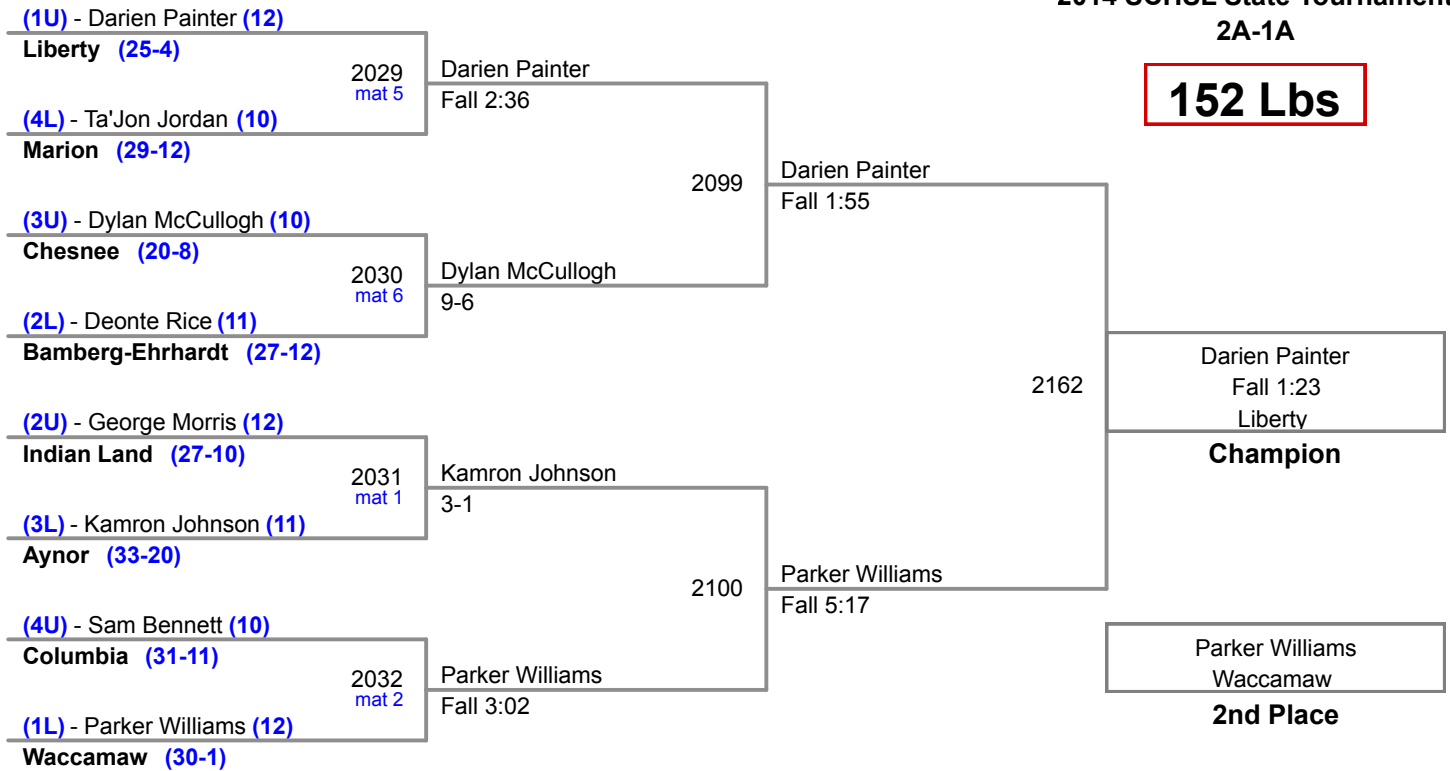 2014 SCHSL State Tournament
2A-1A
152 Lbs
(1U) - Darien Painter (12)
Liberty (25-4)
2029
mat 5
(4L) - Ta'Jon Jordan (10)
Marion (29-12)
Darien Painter
Fall 2:36
(3U) - Dylan McCullogh (10)
Chesnee (20-8)
2030
mat 6
(2L) - Deonte Rice (11)
Bamberg-Ehrhardt (27-12)
Dylan McCullogh
9-6
2099
Darien Painter
Fall 1:55
(2U) - George Morris (12)
Indian Land (27-10)
2031
mat 1
(3L) - Kamron Johnson (11)
Aynor (33-20)
Kamron Johnson
3-1
(4U) - Sam Bennett (10)
Columbia (31-11)
2032
mat 2
(1L) - Parker Williams (12)
Waccamaw (30-1)
Parker Williams
Fall 3:02
2100
Parker Williams
Fall 5:17
2162
Darien Painter
Fall 1:23
Liberty
Champion
Parker Williams
Waccamaw
2nd Place